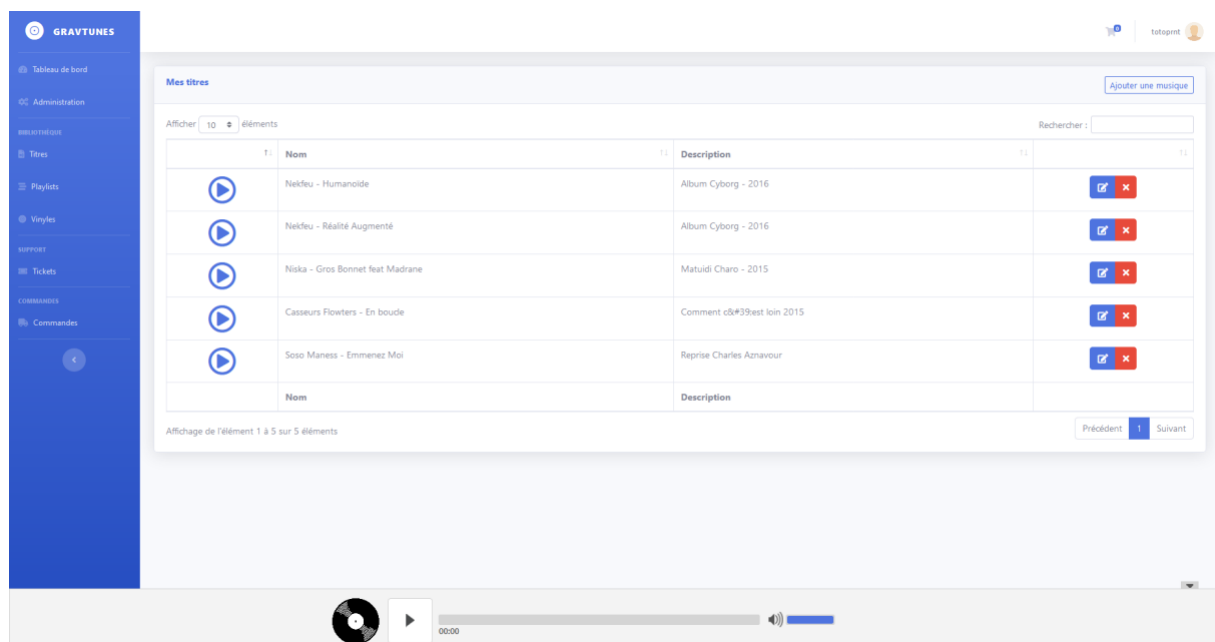 GRAVTUNES
0
totoprnt
Tableau de bord
Administration
BIBLIOTHÈQUE
Titres
Playlists
Vinyles
SUPPORT
Tickets
COMMANDES
Commandes
Mes titres
Ajouter une musique
Afficher 10 éléments
Rechercher :
Nom Description
Nekfeu - Humanoïde Album Cyborg - 2016
Nekfeu - Réalité Augmenté Album Cyborg - 2016
Niska - Gros Bonnet feat Madrane Matuidi Charo - 2015
Casseurs Flowters - En boucle Comment c&#39;est loin 2015
Soso Maness - Emmenez Moi Reprise Charles Aznavour
Nom Description
Affichage de l'élément 1 à 5 sur 5 éléments
Précédent 1 Suivant
00:00